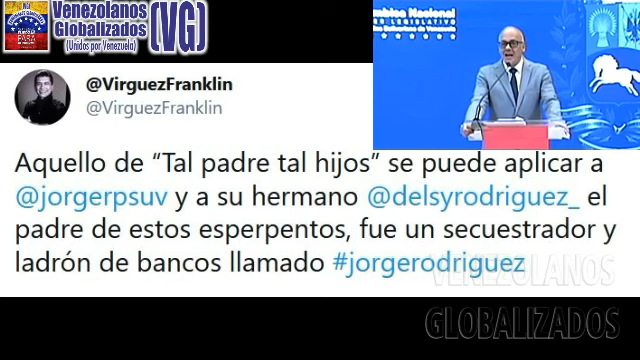 Venezolanos
Globalizados
(Unidos por Venezuela)
(VG)
@VirguezFranklin
@VirguezFranklin
Aquello de “Tal padre tal hijos” se puede aplicar a
@jorgerpsuv y a su hermano @delsyrodriguez_ el
padre de estos esperpentos, fue un secuestrador y
ladrón de bancos llamado #jorgerodriguez
VENEZOLANOS
GLOBALIZADOS